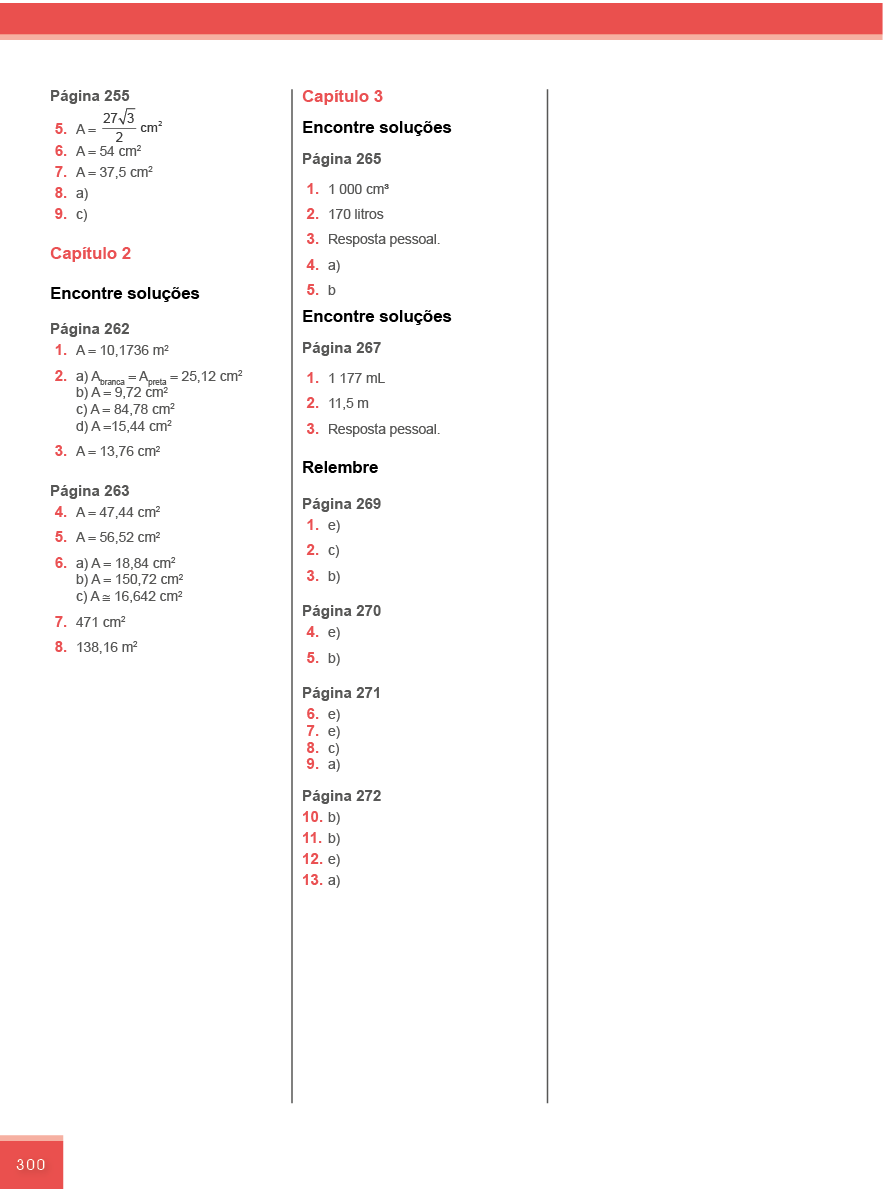 Página 255
5. A = 27√3/2 cm²
6. A = 54 cm²
7. A = 37,5 cm²
8. a)
9. c)
Capítulo 2
Encontre soluções
Página 262
1. A = 10,1736 m²
2. a) Abranca = Apreta = 25,12 cm²
b) A = 9,72 cm²
c) A = 84,78 cm²
d) A =15,44 cm²
3. A = 13,76 cm²
Página 263
4. A = 47,44 cm²
5. A = 56,52 cm²
6. a) A = 18,84 cm²
b) A = 150,72 cm²
c) A ≅ 16,642 cm²
7. 471 cm²
8. 138,16 m²
Capítulo 3
Encontre soluções
Página 265
1. 1 000 cm³
2. 170 litros
3. Resposta pessoal.
4. a)
5. b
Encontre soluções
Página 267
1. 1 177 mL
2. 11,5 m
3. Resposta pessoal.
Relembre
Página 269
1. e)
2. c)
3. b)
Página 270
4. e)
5. b)
Página 271
6. e)
7. e)
8. c)
9. a)
Página 272
10. b)
11. b)
12. e)
13. a)
300